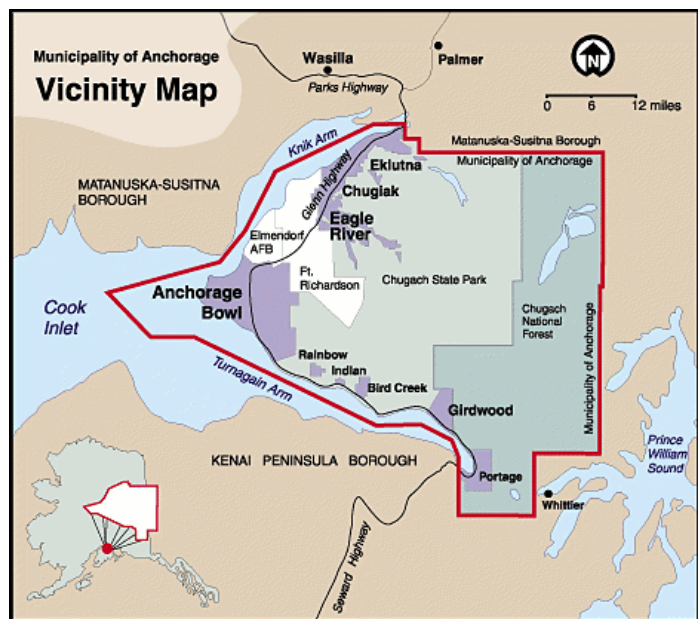 Municipality of Anchorage
Vicinity Map
Wasilla
Palmer
Parks Highway
N
0 6 12 miles
Knik Arm
Matanuska-Susitna Borough
Municipality of Anchorage
Eklutna
Glenn Highway
Chugiak
MATANUSKA-SUSITNA
BOROUGH
Eagle
River
Elmendorf
AFB
Ft.
Richardson
Chugach State Park
Anchorage
Bowl
Cook
Inlet
Chugach
National
Forest
Municipality of Anchorage
Rainbow
Indian
Bird Creek
Turnagain Arm
Girdwood
KENAI PENINSULA BOROUGH
Prince
William
Sound
Portage
Whittier
Seward Highway